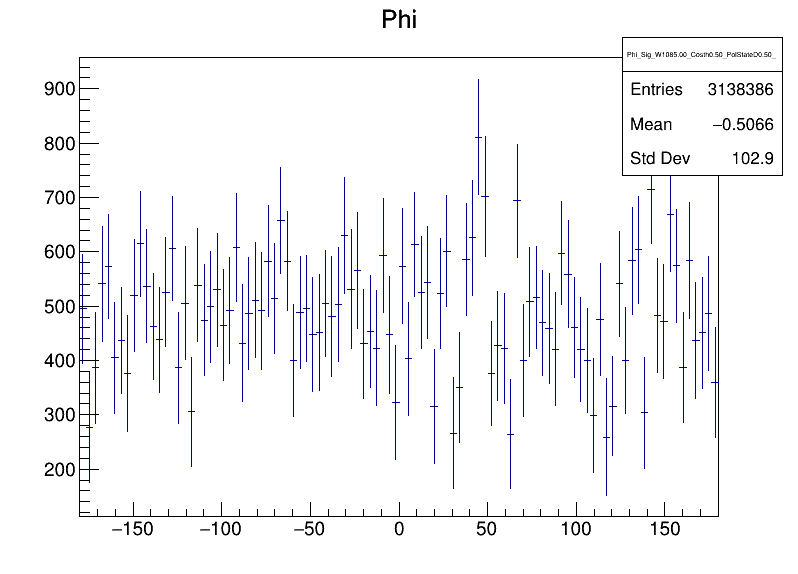 Phi
Phi_Sig_W1085.00_Costh0.50_PolStateD0.50_
Entries 3138386
Mean −0.5066
Std Dev 102.9
900
800
700
600
500
400
300
200
−150 −100 −50 0 50 100 150